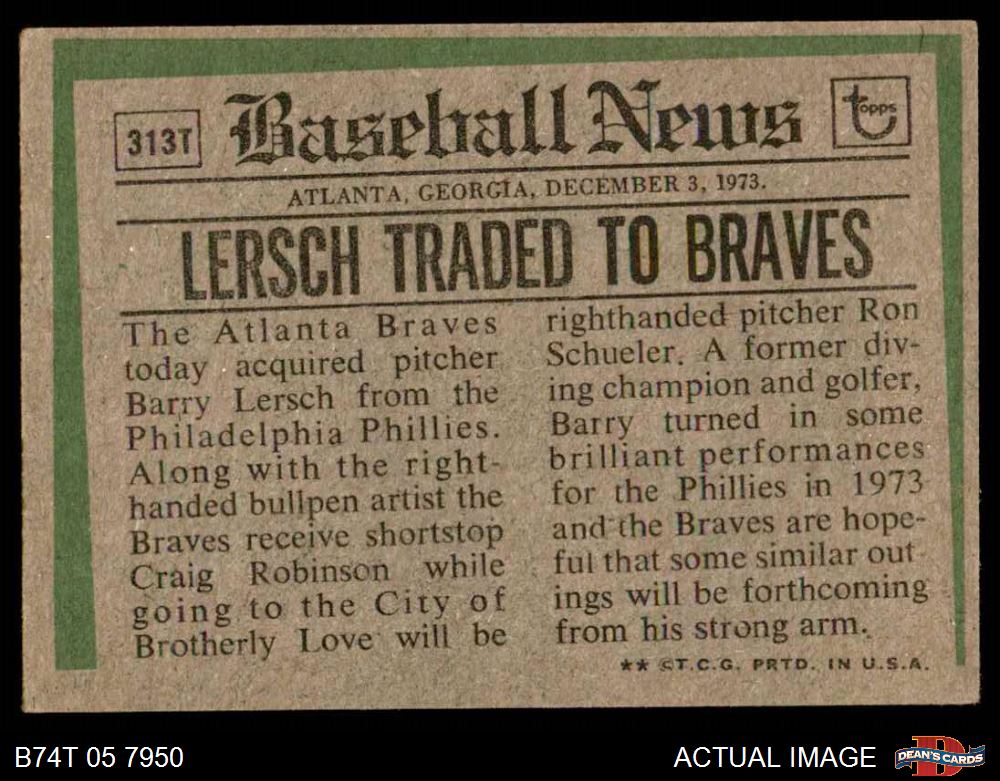 313T
Baseball News
topps
ATLANTA, GEORGIA, DECEMBER 3, 1973.
LERSCH TRADED TO BRAVES
The Atlanta Braves
today acquired pitcher
Barry Lersch from the
Philadelphia Phillies.
Along with the right-
handed bullpen artist the
Braves receive shortstop
Craig Robinson while
going to the City of
Brotherly Love will be
righthanded pitcher Ron
Schueler. A former div-
ing champion and golfer,
Barry turned in some
brilliant performances
for the Phillies in 1973
and the Braves are hope-
ful that some similar out-
ings will be forthcoming
from his strong arm.
** ©T.C.G. PRTD. IN U.S.A.
B74T 05 7950
ACTUAL IMAGE
D
DEAN'S CARDS